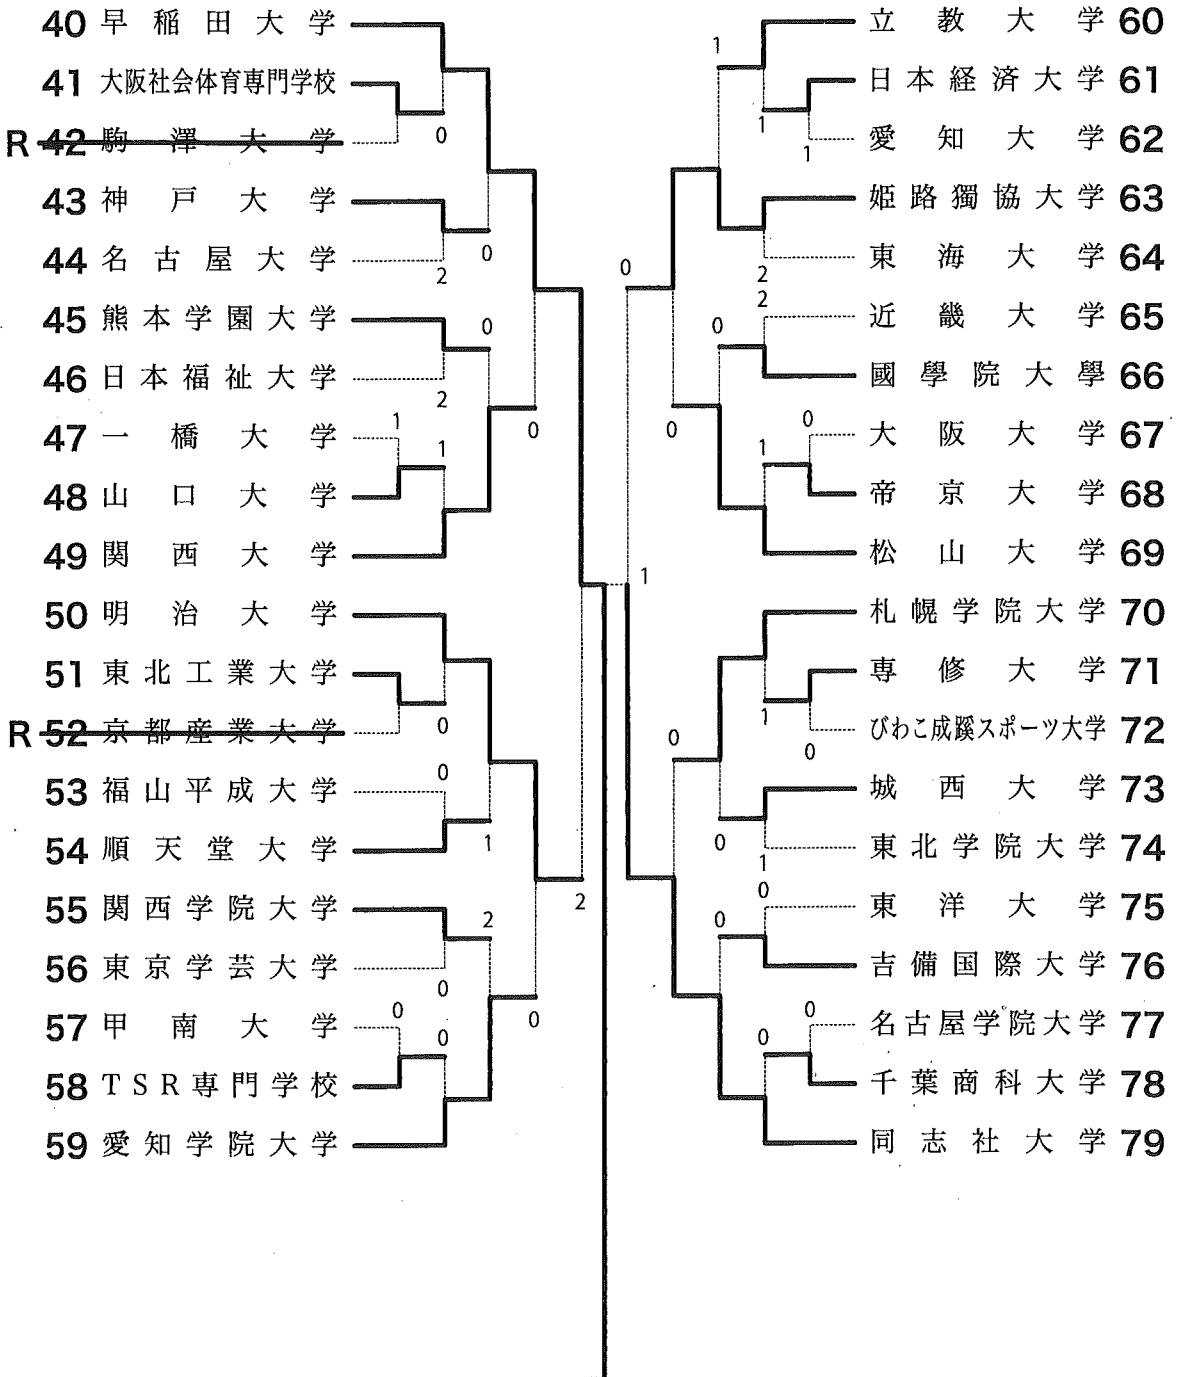 40 早稲田大学
41 大阪社会体育専門学校
0
R 42 駒澤大学
43 神戸大学
0
44 名古屋大学
2
45 熊本学園大学
0
46 日本福祉大学
2
47 一橋大学
1
1
0
48 山口大学
49 関西大学
50 明治大学
51 東北工業大学
0
R 52 京都産業大学
53 福山平成大学
0
54 順天堂大学
1
55 関西学院大学
2
2
56 東京学芸大学
0
57 甲南大学
0
0
0
58 TSR専門学校
59 愛知学院大学
立教大学 60
1
日本経済大学 61
1
愛知大学 62
1
姫路獨協大学 63
東海大学 64
0
2
2
近畿大学 65
0
國學院大學 66
0
大阪大学 67
0
1
帝京大学 68
松山大学 69
1
札幌学院大学 70
専修大学 71
1
びわこ成蹊スポーツ大学 72
0
0
城西大学 73
0
東北学院大学 74
1
0
東洋大学 75
0
吉備国際大学 76
名古屋学院大学 77
0
0
千葉商科大学 78
同志社大学 79